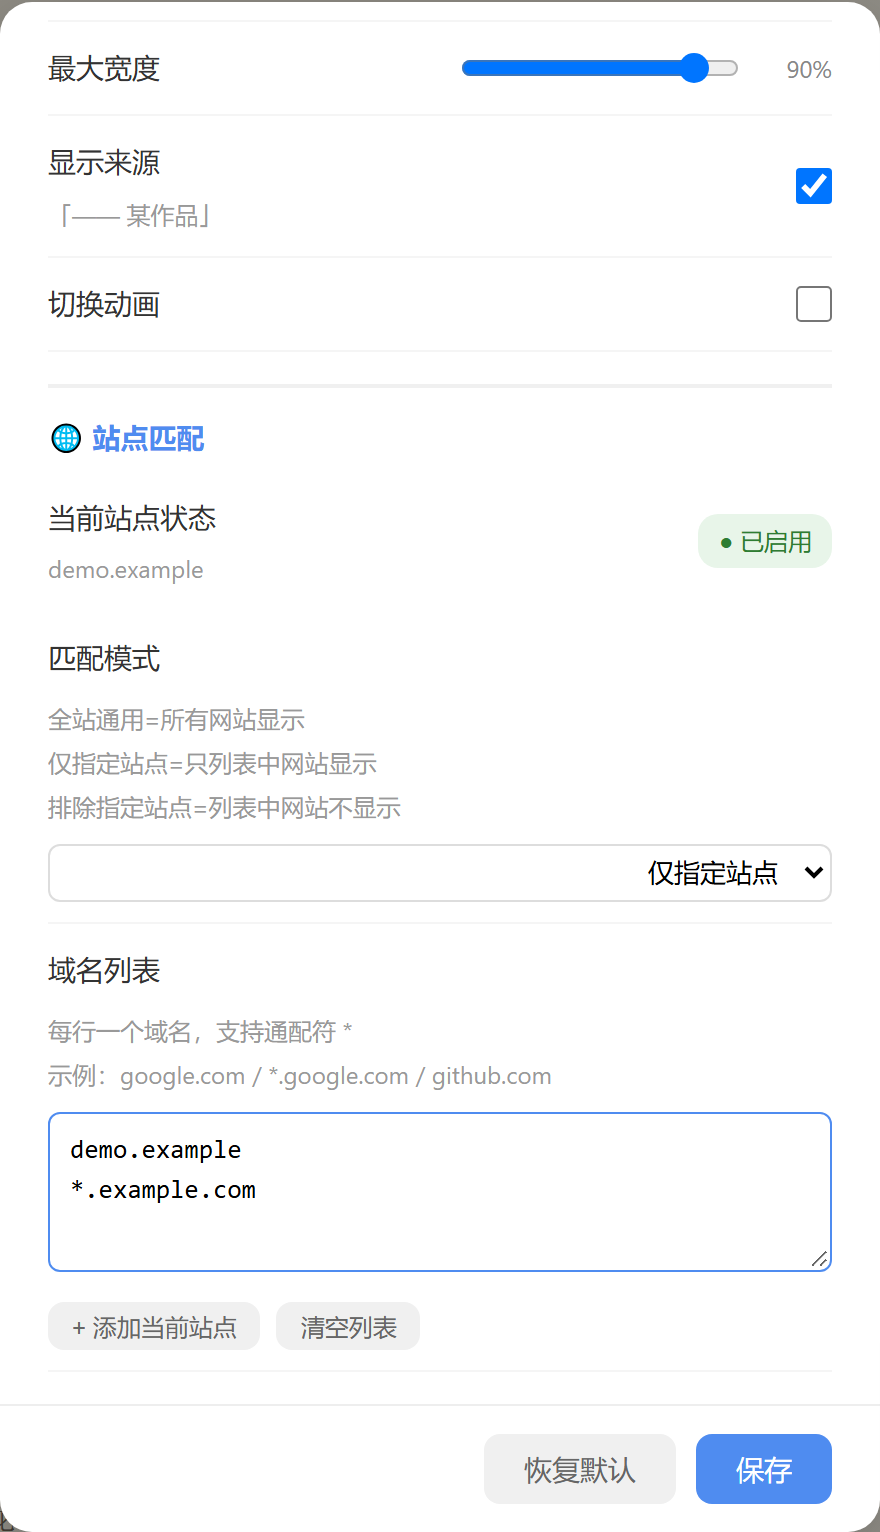 最大宽度
90%
显示来源
「—— 某作品」
切换动画
🌐 站点匹配
当前站点状态
● 已启用
demo.example
匹配模式
全站通用=所有网站显示
仅指定站点=只列表中网站显示
排除指定站点=列表中网站不显示
仅指定站点
域名列表
每行一个域名，支持通配符 *
示例：google.com / *.google.com / github.com
demo.example
*.example.com
+ 添加当前站点
清空列表
恢复默认
保存